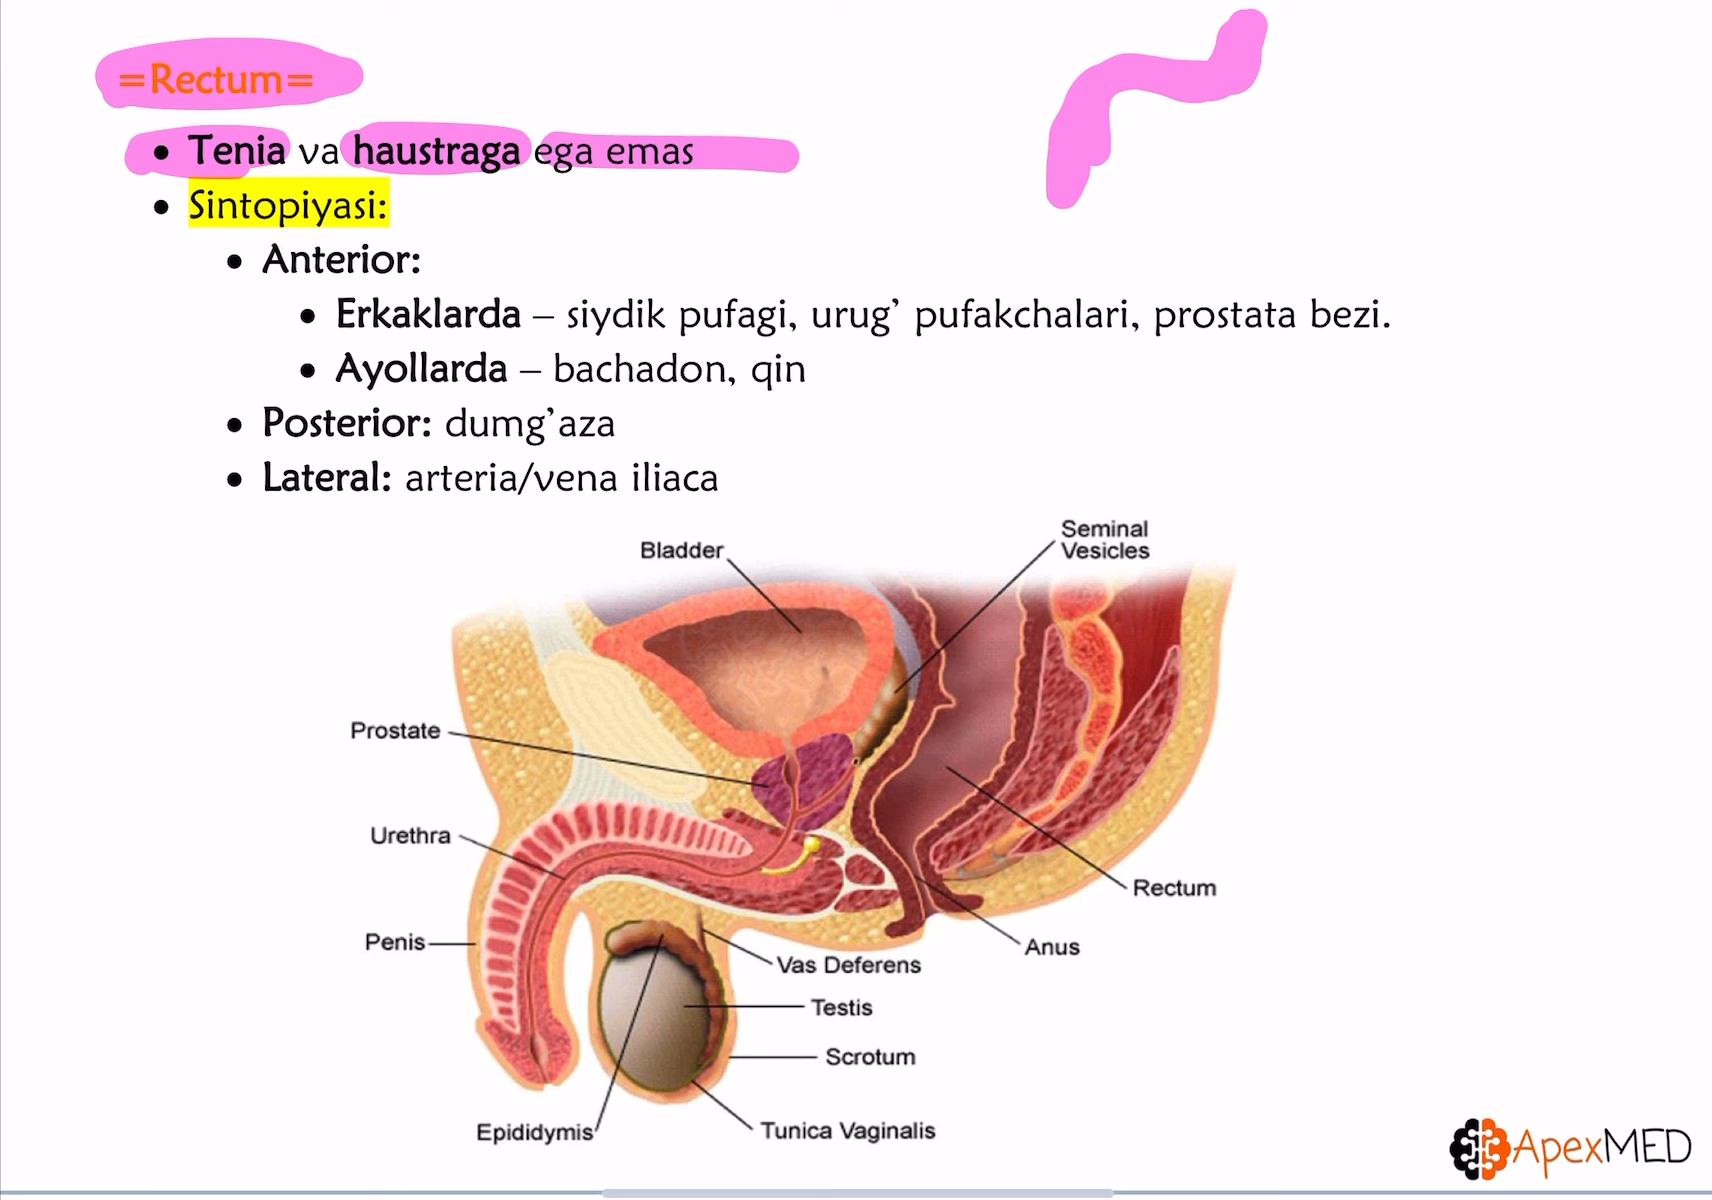 =Rectum=
• Tenia va haustraga ega emas
• Sintopiyasi:
• Anterior:
• Erkaklarda – siydik pufagi, urug’ pufakchalari, prostata bezi.
• Ayollarda – bachadon, qin
• Posterior: dumg’aza
• Lateral: arteria/vena iliaca
Bladder
Seminal
Vesicles
Prostate
Urethra
Rectum
Penis
Anus
Vas Deferens
Testis
Scrotum
Epididymis
Tunica Vaginalis
ApexMED